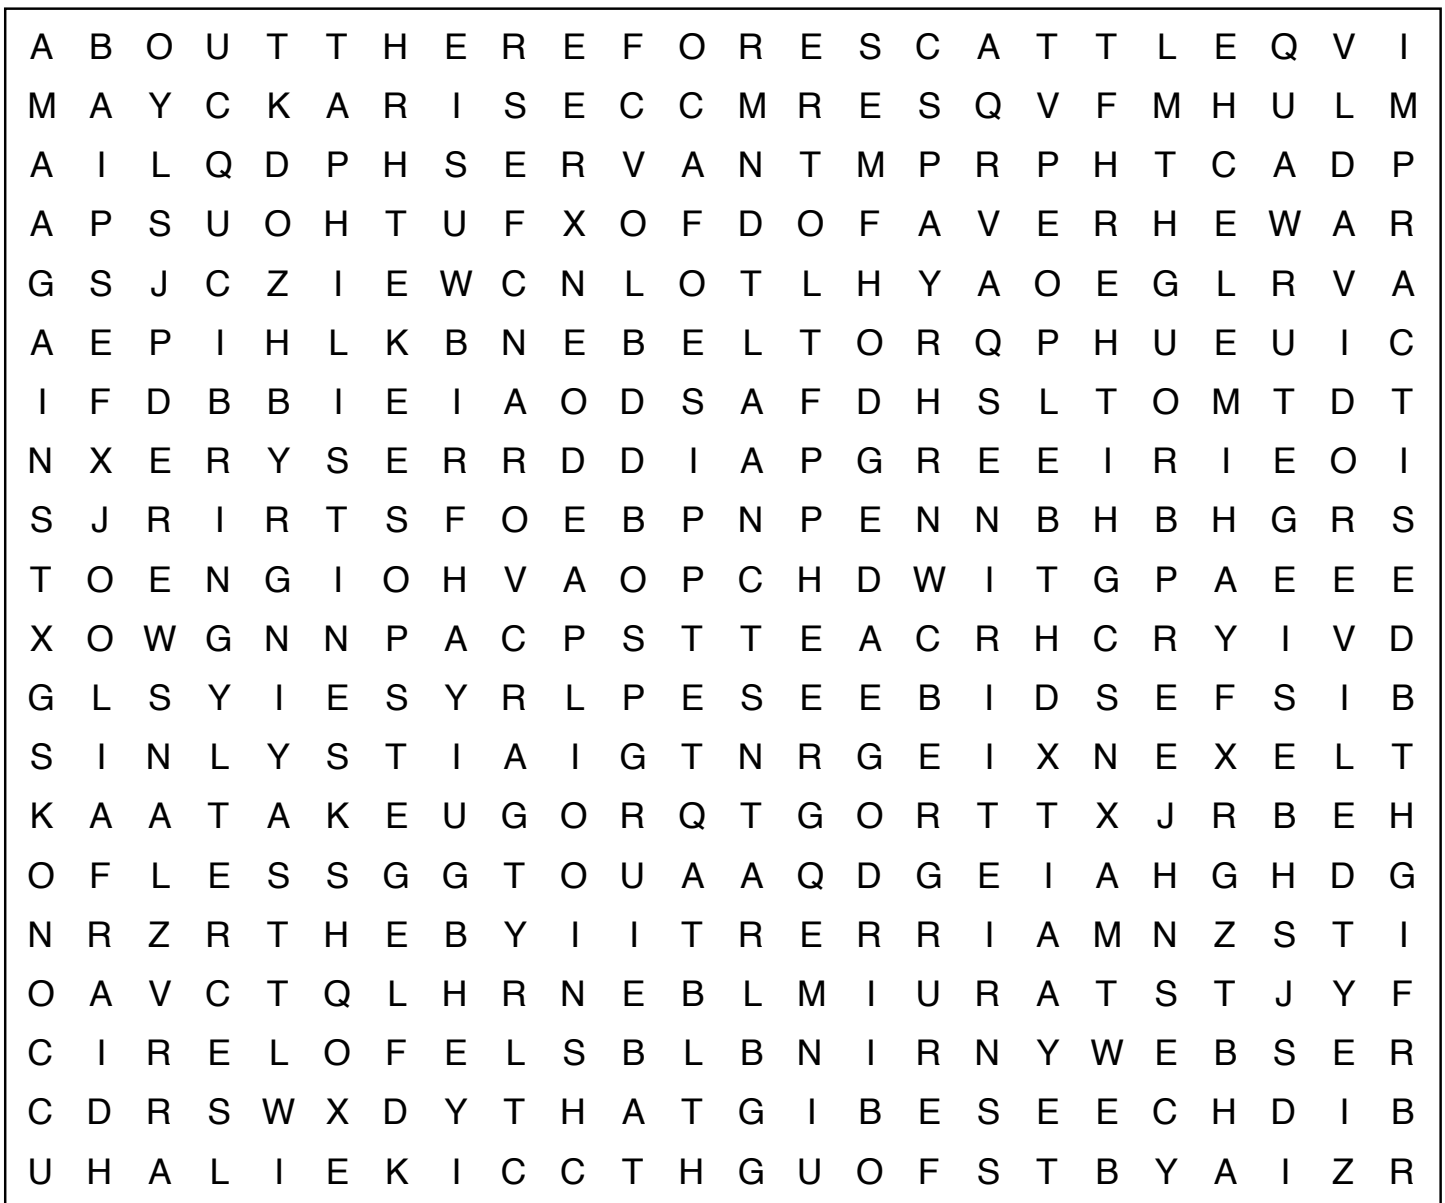 A B O U T T H E R E F O R E S C A T T L E Q V I
M A Y C K A R I S E C C M R E S Q V F M H U L M
A I L Q D P H S E R V A N T M P R P H T C A D P
A P S U O H T U F X O F D O F A V E R H E W A R
G S J C Z I E W C N L O T L H Y A O E G L R V A
A E P I H L K B N E B E L T O R Q P H U E U I C
I F D B B I E I A O D S A F D H S L T O M T D T
N X E R Y S E R R D D I A P G R E E I R I E O I
S J R I R T S F O E B P N P E N N B H B H G R S
T O E N G I O H V A O P C H D W I T G P A E E E
X O W G N N P A C P S T T E A C R H C R Y I V D
G L S Y I E S Y R L P E S E E B I D S E F S I B
S I N L Y S T I A I G T N R G E I X N E X E L T
K A A T A K E U G O R Q T G O R T T X J R B E H
O F L E S S G G T O U A A Q D G E I A H G H D G
N R Z R T H E B Y I I T R E R R I A M N Z S T I
O A V C T Q L H R N E B L M I U R A T S T J Y F
C I R E L O F E L S B L B N I R N Y W E B S E R
C D R S W X D Y T H A T G I B E S E E C H D I B
U H A L I E K I C C T H G U O F S T B Y A I Z R